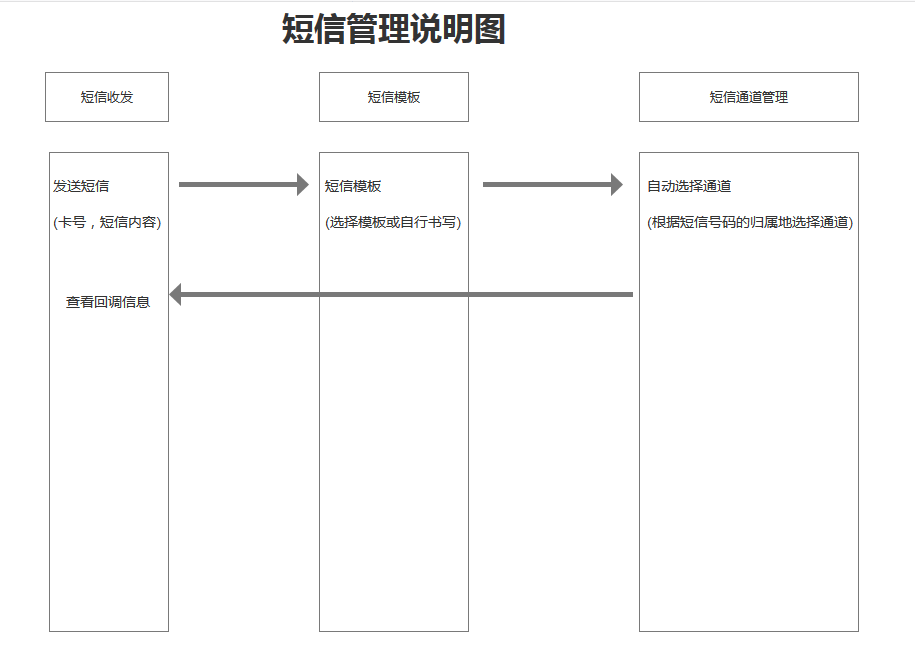 短信管理说明图
短信收发
短信模板
短信通道管理
发送短信
(卡号，短信内容)
查看回调信息
短信模板
(选择模板或自行书写)
自动选择通道
(根据短信号码的归属地选择通道)